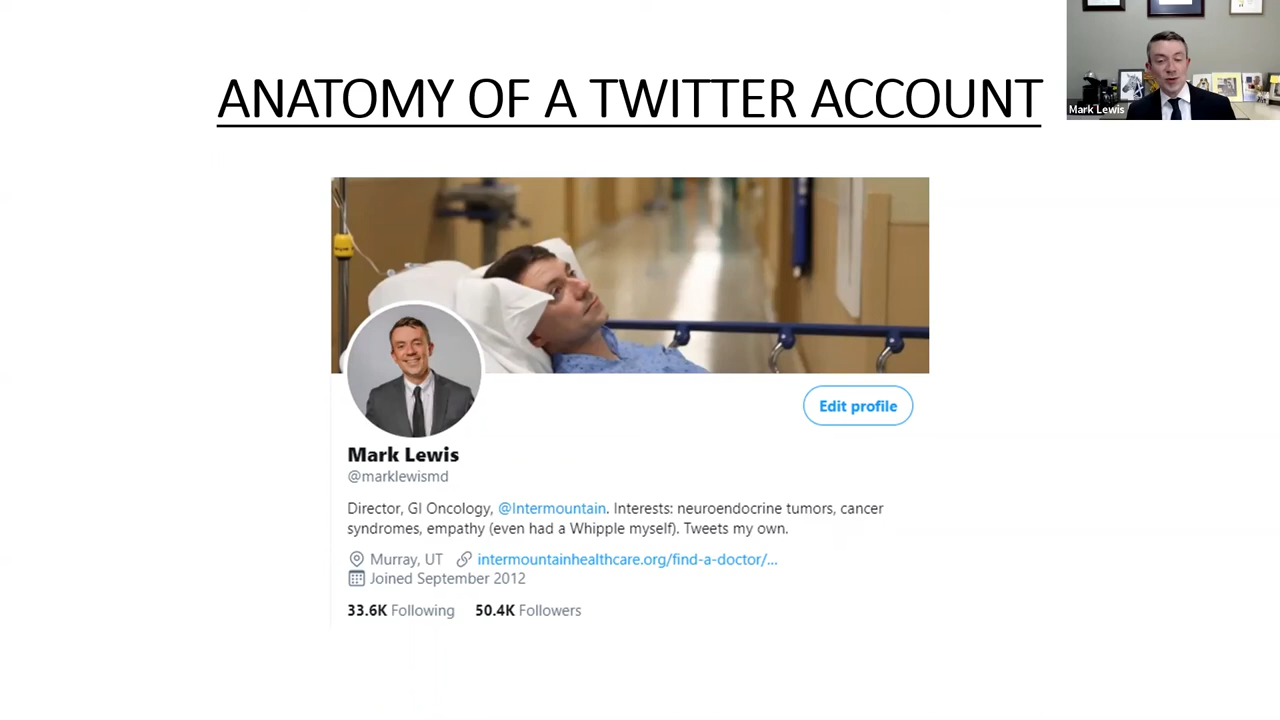 ANATOMY OF A TWITTER ACCOUNT
Mark Lewis
Edit profile
Mark Lewis
@marklewismd
Director, GI Oncology, @Intermountain. Interests: neuroendocrine tumors, cancer
syndromes, empathy (even had a Whipple myself). Tweets my own.
Murray, UT intermountainhealthcare.org/find-a-doctor/...
Joined September 2012
33.6K Following 50.4K Followers